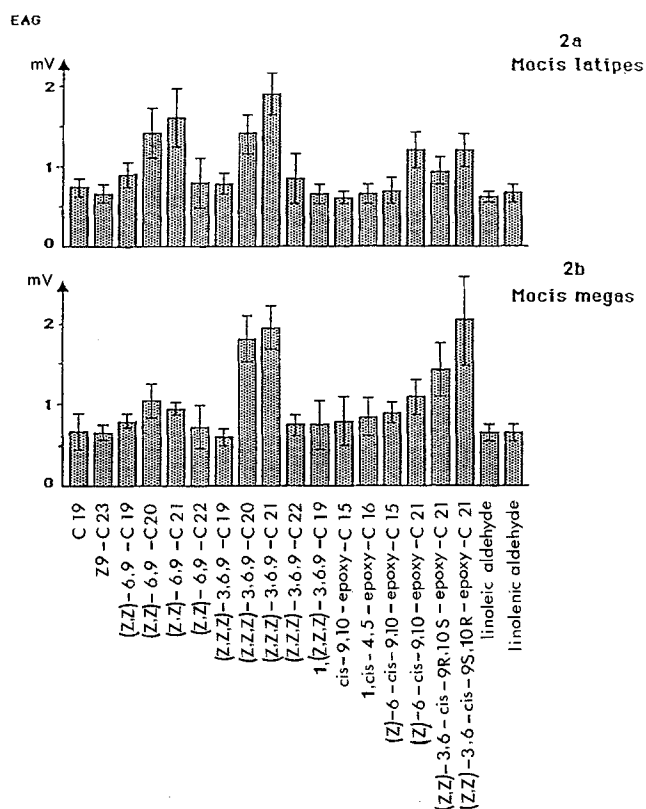 EAG
2a
Mocis latipes
mV
2
1
0
2b
Mocis megas
mV
2
1
0
C 19
Z9 -C 23
(Z,Z)-6,9 -C 19
(Z,Z)-6,9 -C20
(Z,Z)-6,9 -C 21
(Z,Z)-6,9 -C22
(Z,Z,Z)-3,6,9 -C19
(Z,Z,Z)-3,6,9 -C20
(Z,Z,Z)-3,6,9 -C 21
(Z,Z,Z)-3,6,9 -C22
1,(Z,Z,Z)-3,6,9 -C 19
cis-9,10-epoxy-C 15
1,cis-4,5-epoxy-C 16
(Z)-6-cis-9,10-epoxy-C 15
(Z)-6-cis-9,10-epoxy-C 21
(Z,Z)-3,6-cis-9R,10S-epoxy-C 21
(Z,Z)-3,6-cis-9S,10R-epoxy-C 21
linoleic aldehyde
linolenic aldehyde